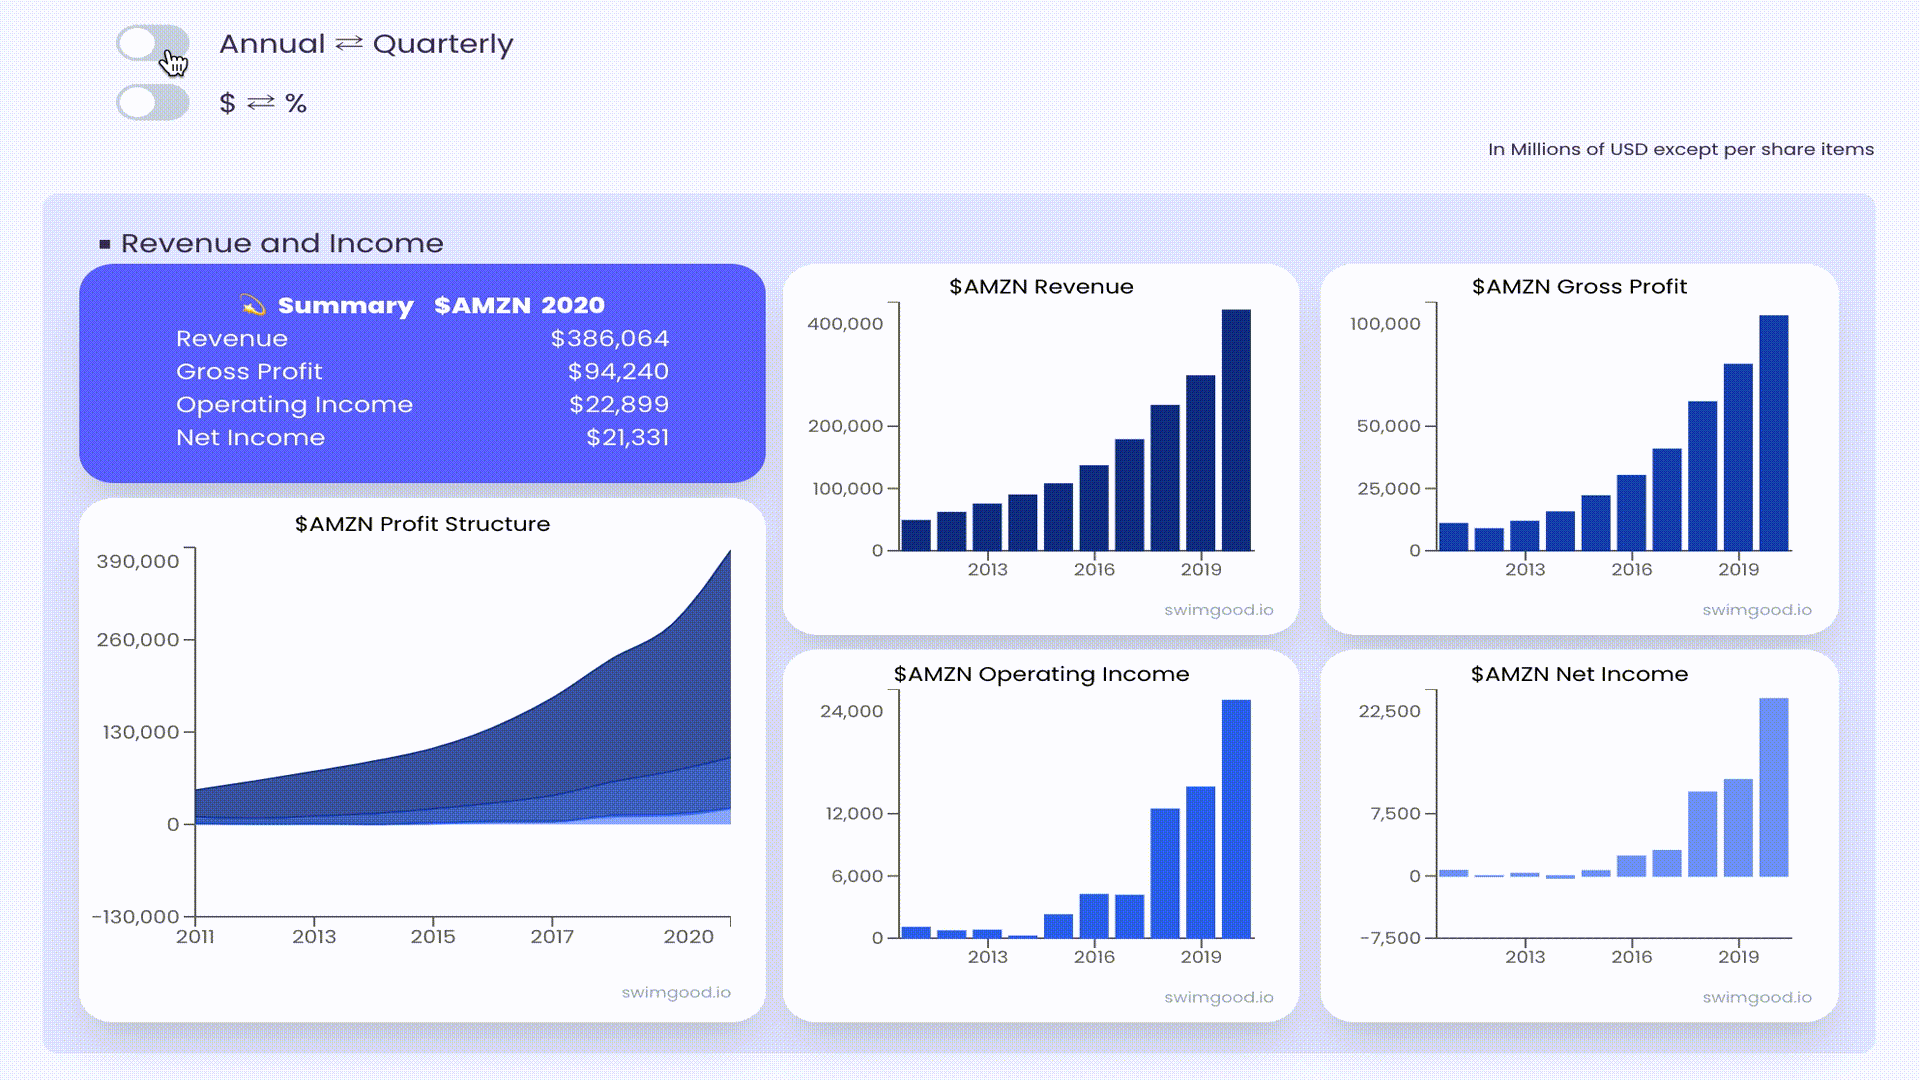 Annual ⇄ Quarterly
$ ⇄ %
In Millions of USD except per share items
▪ Revenue and Income
💫 Summary $AMZN 2020
Revenue $386,064
Gross Profit $94,240
Operating Income $22,899
Net Income $21,331
$AMZN Profit Structure
390,000
260,000
130,000
0
−130,000
2011 2013 2015 2017 2020
swimgood.io
$AMZN Revenue
400,000
200,000
100,000
0
2013 2016 2019
swimgood.io
$AMZN Gross Profit
100,000
50,000
25,000
0
2013 2016 2019
swimgood.io
$AMZN Operating Income
24,000
12,000
6,000
0
2013 2016 2019
swimgood.io
$AMZN Net Income
22,500
7,500
0
−7,500
2013 2016 2019
swimgood.io